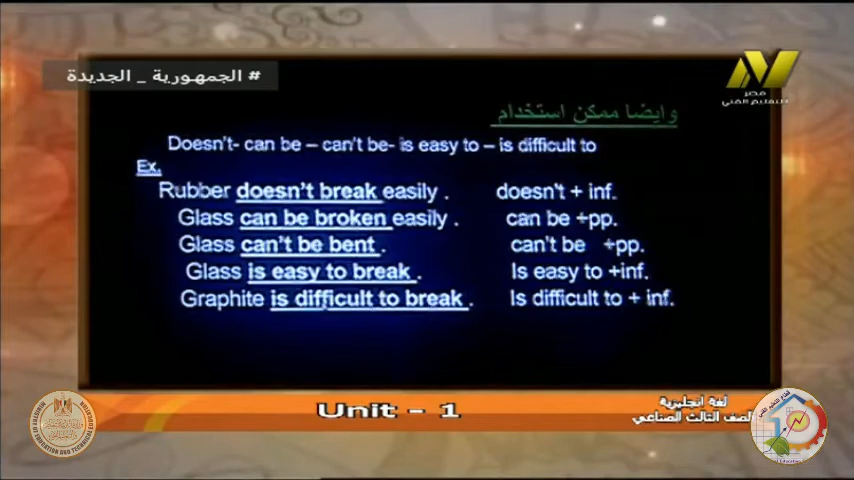 # الجمهورية _ الجديدة
مصر
للتعليم الفني
وايضا ممكن استخدام
Doesn't- can be – can't be- is easy to – is difficult to
Ex.
Rubber doesn't break easily . doesn't + inf.
Glass can be broken easily . can be +pp.
Glass can't be bent . can't be +pp.
Glass is easy to break . Is easy to +inf.
Graphite is difficult to break . Is difficult to + inf.
Unit - 1
لغة انجليزية
الصف الثالث الصناعي